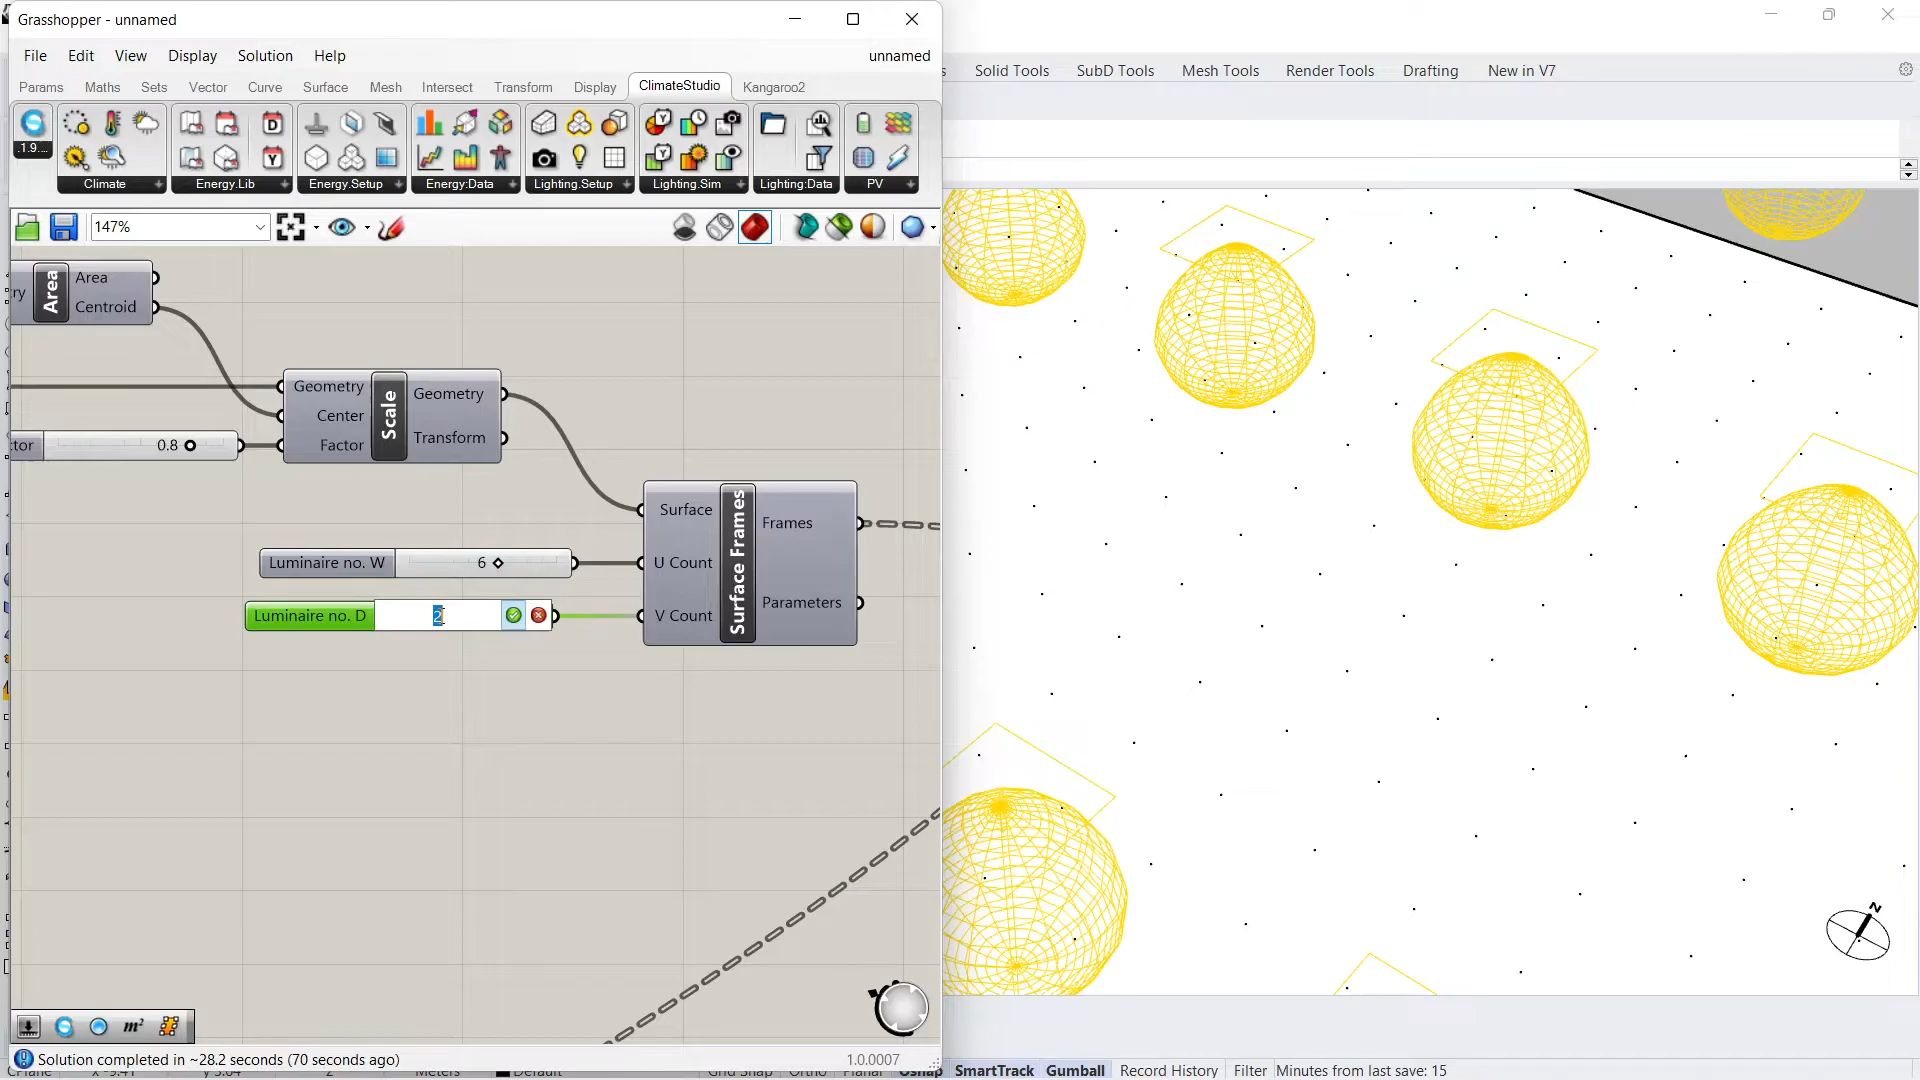 Grasshopper - unnamed
File Edit View Display Solution Help unnamed
Params Maths Sets Vector Curve Surface Mesh Intersect Transform Display ClimateStudio Kangaroo2
Solid Tools SubD Tools Mesh Tools Render Tools Drafting New in V7
.1.9....
Climate Energy.Lib Energy.Setup Energy:Data Lighting.Setup Lighting.Sim Lighting:Data PV
147%
Area
Area
Centroid
Geometry
Center
Factor
Scale
Geometry
Transform
0.8
Surface
U Count
V Count
Surface Frames
Frames
Parameters
Luminaire no. W 6
Luminaire no. D 2
N
m²
Solution completed in ~28.2 seconds (70 seconds ago) 1.0.0007
SmartTrack Gumball Record History Filter Minutes from last save: 15